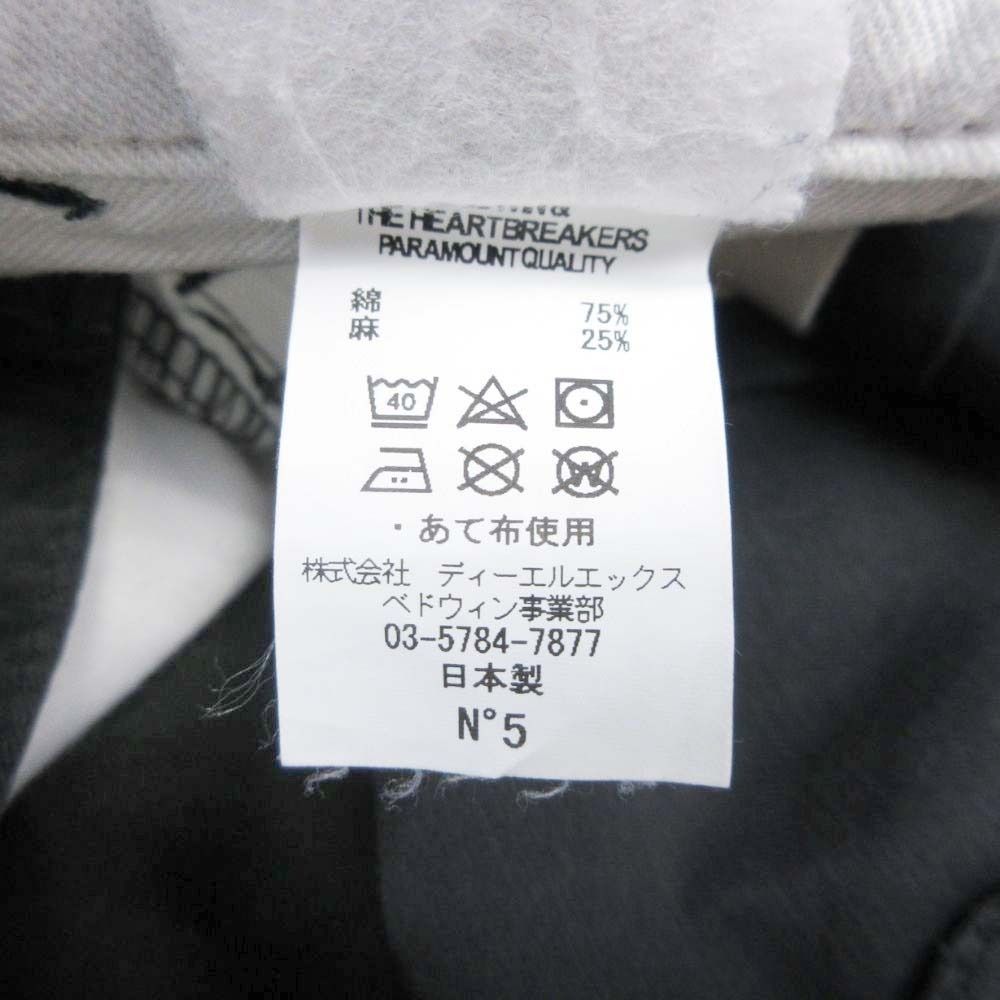 THE HEARTBREAKERS
PARAMOUNT QUALITY
綿 75%
麻 25%
40
W
・あて布使用
株式会社 ディーエルエックス
ベドウィン事業部
03-5784-7877
日本製
N°5